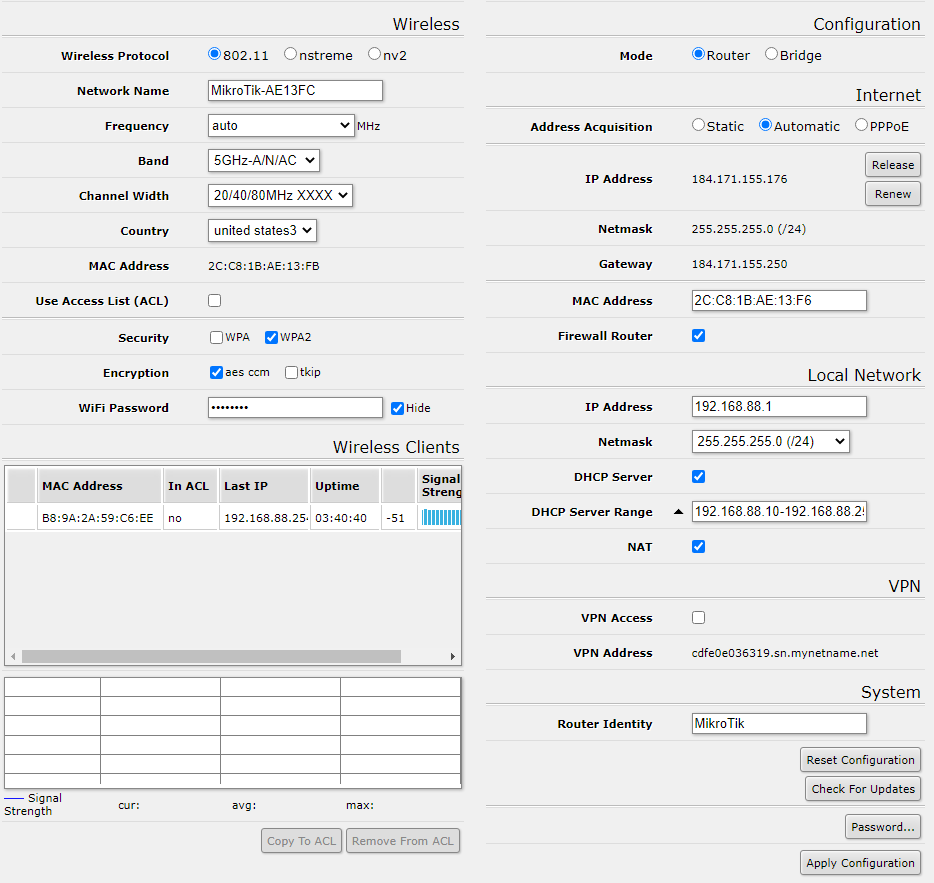 Wireless
Wireless Protocol 802.11 nstreme nv2
Network Name MikroTik-AE13FC
Frequency auto MHz
Band 5GHz-A/N/AC
Channel Width 20/40/80MHz XXXX
Country united states3
MAC Address 2C:C8:1B:AE:13:FB
Use Access List (ACL)
Security WPA WPA2
Encryption aes ccm tkip
WiFi Password •••••••• Hide
Wireless Clients
MAC Address In ACL Last IP Uptime Signal
Streng
B8:9A:2A:59:C6:EE no 192.168.88.25 03:40:40 -51
Signal
Strength cur: avg: max:
Copy To ACL Remove From ACL
Configuration
Mode Router Bridge
Internet
Address Acquisition Static Automatic PPPoE
Release
IP Address 184.171.155.176
Renew
Netmask 255.255.255.0 (/24)
Gateway 184.171.155.250
MAC Address 2C:C8:1B:AE:13:F6
Firewall Router
Local Network
IP Address 192.168.88.1
Netmask 255.255.255.0 (/24)
DHCP Server
DHCP Server Range 192.168.88.10-192.168.88.25
NAT
VPN
VPN Access
VPN Address cdfe0e036319.sn.mynetname.net
System
Router Identity MikroTik
Reset Configuration
Check For Updates
Password...
Apply Configuration